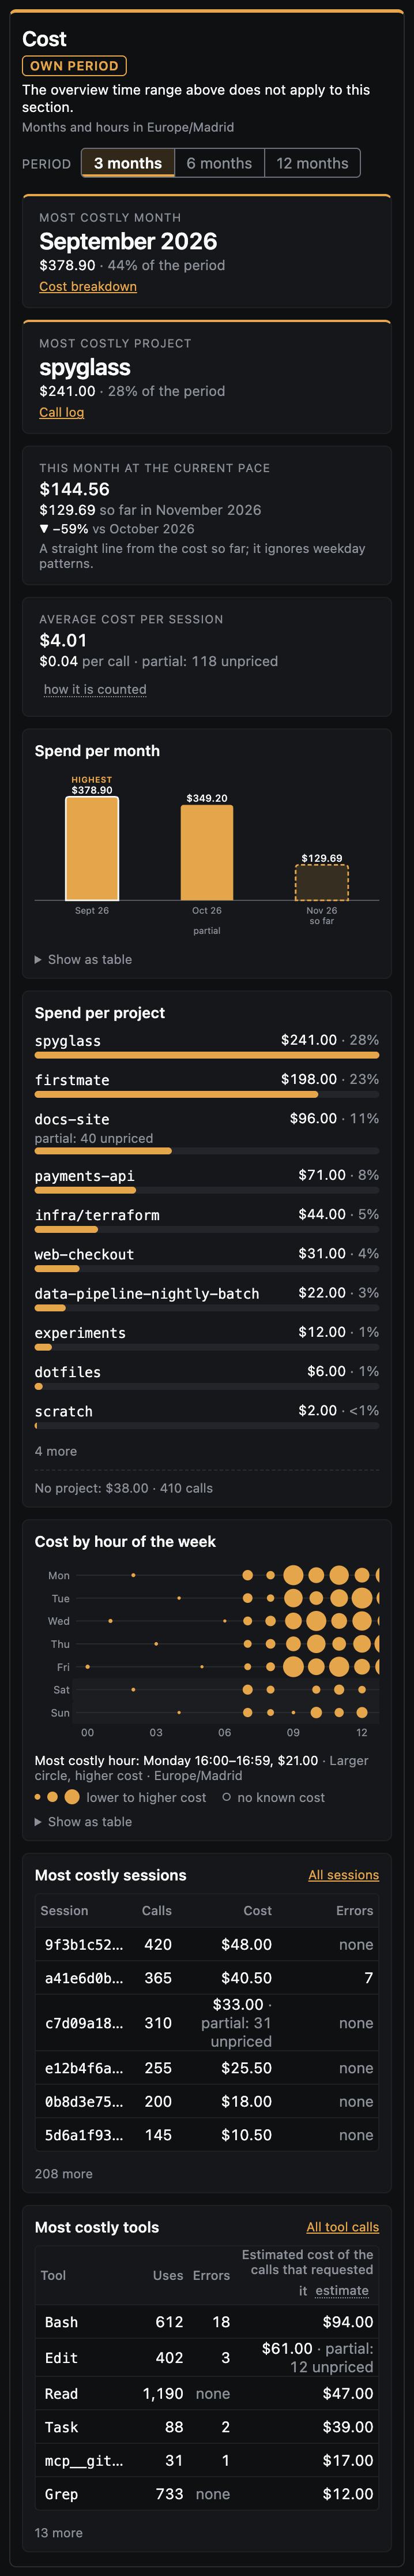 Cost
OWN PERIOD
The overview time range above does not apply to this
section.
Months and hours in Europe/Madrid
PERIOD 3 months 6 months 12 months
MOST COSTLY MONTH
September 2026
$378.90 · 44% of the period
Cost breakdown
MOST COSTLY PROJECT
spyglass
$241.00 · 28% of the period
Call log
THIS MONTH AT THE CURRENT PACE
$144.56
$129.69 so far in November 2026
▼ −59% vs October 2026
A straight line from the cost so far; it ignores weekday
patterns.
AVERAGE COST PER SESSION
$4.01
$0.04 per call · partial: 118 unpriced
how it is counted
Spend per month
HIGHEST
$378.90
$349.20
$129.69
Sept 26
Oct 26
Nov 26
so far
partial
▶ Show as table
Spend per project
spyglass $241.00 · 28%
firstmate $198.00 · 23%
docs-site $96.00 · 11%
partial: 40 unpriced
payments-api $71.00 · 8%
infra/terraform $44.00 · 5%
web-checkout $31.00 · 4%
data-pipeline-nightly-batch $22.00 · 3%
experiments $12.00 · 1%
dotfiles $6.00 · 1%
scratch $2.00 · <1%
4 more
No project: $38.00 · 410 calls
Cost by hour of the week
Mon
Tue
Wed
Thu
Fri
Sat
Sun
00 03 06 09 12
Most costly hour: Monday 16:00–16:59, $21.00 · Larger
circle, higher cost · Europe/Madrid
lower to higher cost no known cost
▶ Show as table
Most costly sessions All sessions
Session Calls Cost Errors
9f3b1c52… 420 $48.00 none
a41e6d0b… 365 $40.50 7
c7d09a18… 310 $33.00 · partial: 31 unpriced none
e12b4f6a… 255 $25.50 none
0b8d3e75… 200 $18.00 none
5d6a1f93… 145 $10.50 none
208 more
Most costly tools All tool calls
Tool Uses Errors Estimated cost of the calls that requested it estimate
Bash 612 18 $94.00
Edit 402 3 $61.00 · partial: 12 unpriced
Read 1,190 none $47.00
Task 88 2 $39.00
mcp__git… 31 1 $17.00
Grep 733 none $12.00
13 more